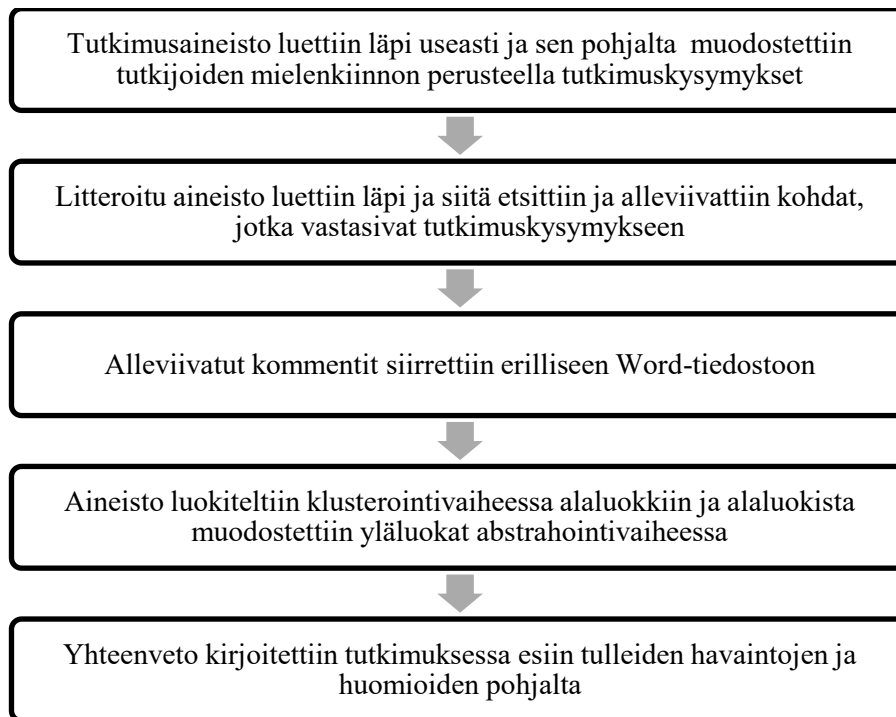 Tutkimusaineisto luettiin läpi useasti ja sen pohjalta muodostettiin
tutkijoiden mielenkiinnon perusteella tutkimuskysymykset
Litteroitu aineisto luettiin läpi ja siitä etsittiin ja alleviivattiin kohdat,
jotka vastasivat tutkimuskysymykseen
Alleviivatut kommentit siirrettiin erilliseen Word-tiedostoon
Aineisto luokiteltiin klusterointivaiheessa alaluokkiin ja alaluokista
muodostettiin yläluokat abstrahointivaiheessa
Yhteenveto kirjoitettiin tutkimuksessa esiin tulleiden havaintojen ja
huomioiden pohjalta